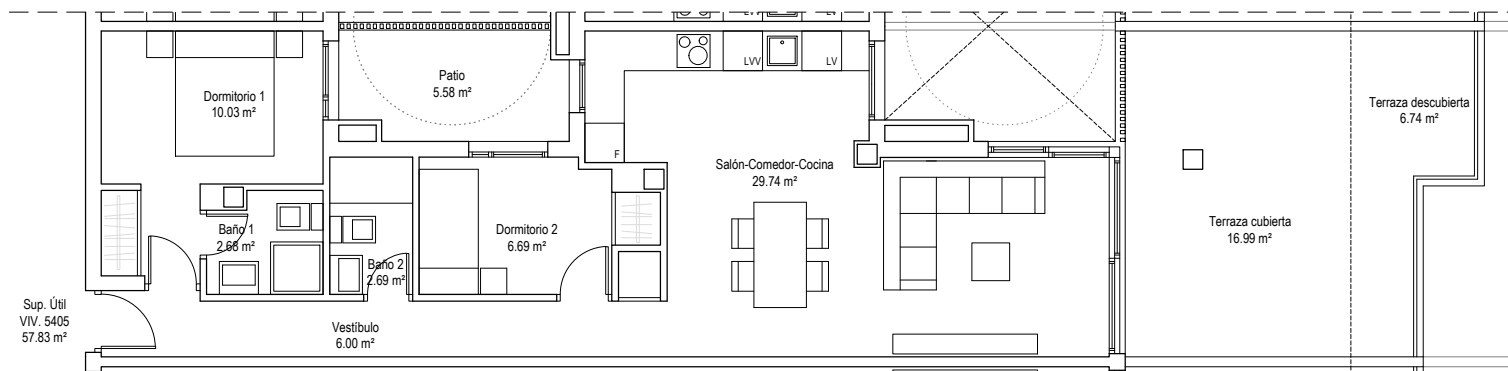 LVV
LV
Patio
5.58 m²
LVV
LV
Dormitorio 1
10.03 m²
Terraza descubierta
6.74 m²
F
Salón-Comedor-Cocina
29.74 m²
Baño 1
2.68 m²
Dormitorio 2
6.69 m²
Terraza cubierta
16.99 m²
Baño 2
2.69 m²
Sup. Útil
VIV. 5405
57.83 m²
Vestíbulo
6.00 m²